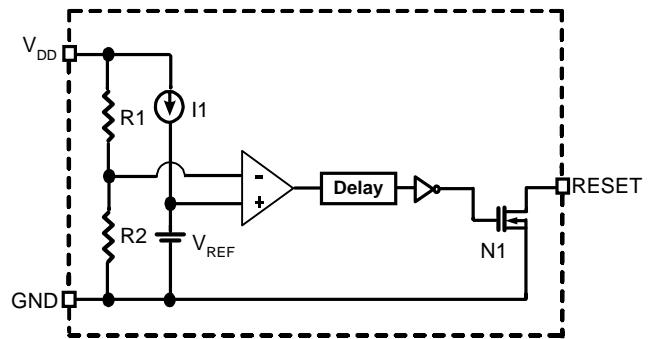 VDD
I1
R1
-
+
Delay
RESET
R2
VREF
N1
GND